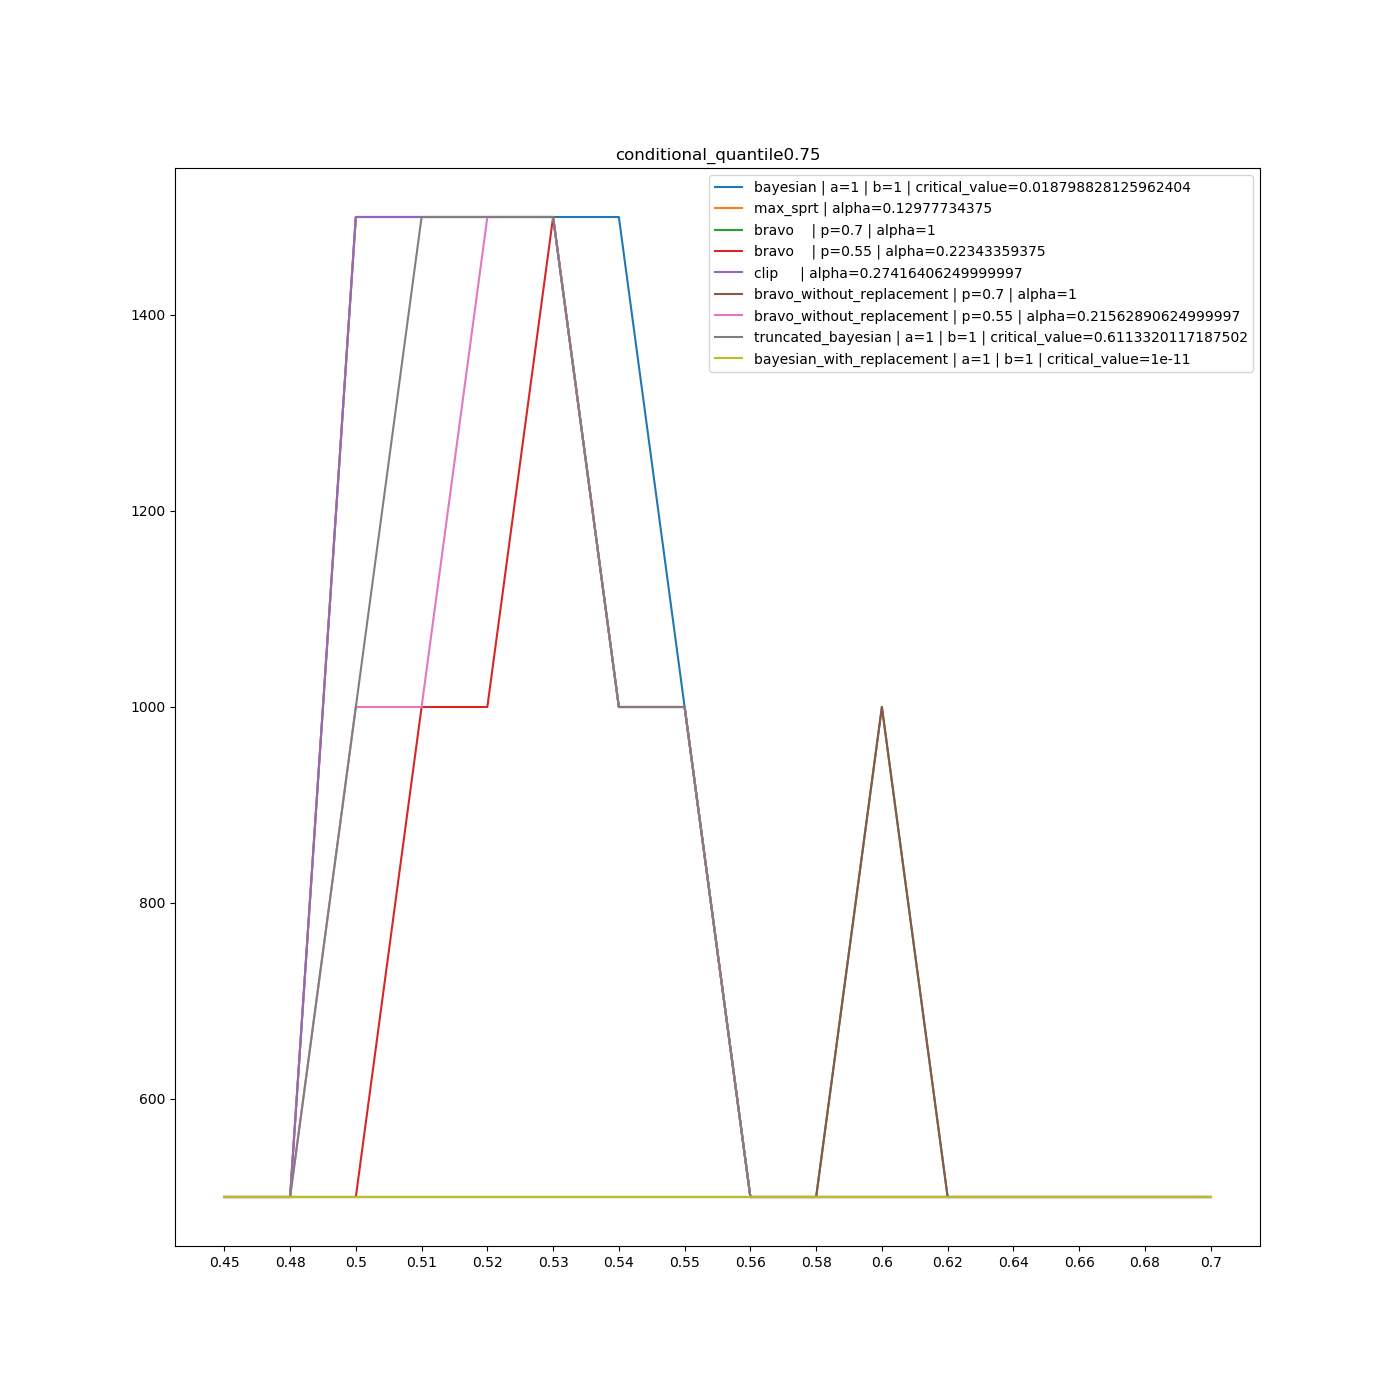 conditional_quantile0.75
bayesian | a=1 | b=1 | critical_value=0.018798828125962404
max_sprt | alpha=0.12977734375
bravo    | p=0.7 | alpha=1
bravo    | p=0.55 | alpha=0.22343359375
clip     | alpha=0.27416406249999997
bravo_without_replacement | p=0.7 | alpha=1
bravo_without_replacement | p=0.55 | alpha=0.21562890624999997
truncated_bayesian | a=1 | b=1 | critical_value=0.6113320117187502
bayesian_with_replacement | a=1 | b=1 | critical_value=1e-11
1400
1200
1000
800
600
0.45 0.48 0.5 0.51 0.52 0.53 0.54 0.55 0.56 0.58 0.6 0.62 0.64 0.66 0.68 0.7